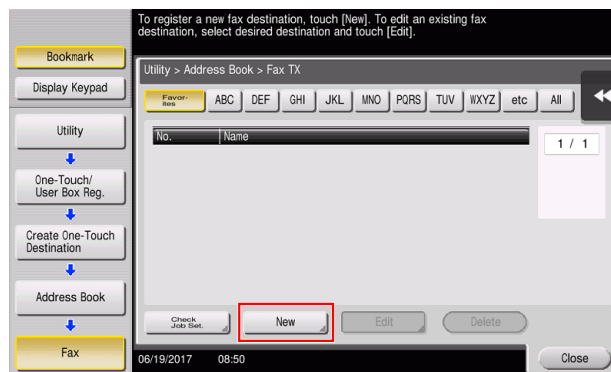 To register a new fax destination, touch [New]. To edit an existing fax
destination, select desired destination and touch [Edit].
Bookmark
Display Keypad
Utility
One-Touch/
User Box Reg.
Create One-Touch
Destination
Address Book
Fax
Utility > Address Book > Fax TX
Favor-
ites
ABC DEF GHI JKL MNO PQRS TUV WXYZ etc All
No. Name
1 / 1
Check
Job Set.
New Edit Delete
06/19/2017 08:50
Close